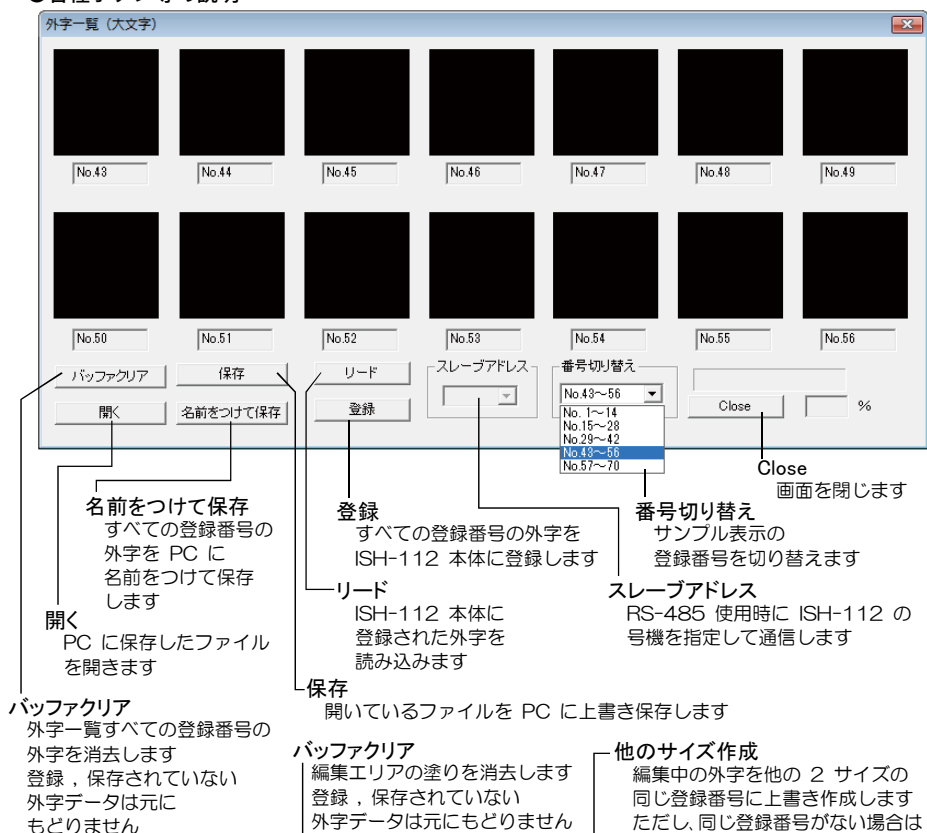 外字一覧（大文字）
No.43 No.44 No.45 No.46 No.47 No.48 No.49
No.50 No.51 No.52 No.53 No.54 No.55 No.56
バッファクリア 保存 リード スレーブアドレス 番号切り替え
開く 名前をつけて保存 登録 No.43～56 Close %
No. 1～14
No.15～28
No.29～42
No.43～56
No.57～70
Close
画面を閉じます
名前をつけて保存
すべての登録番号の
外字を PC に
名前をつけて保存
します
登録
すべての登録番号の外字を
ISH-112 本体に登録します
番号切り替え
サンプル表示の
登録番号を切り替えます
リード
ISH-112 本体に
登録された外字を
読み込みます
スレーブアドレス
RS-485 使用時に ISH-112 の
号機を指定して通信します
開く
PC に保存したファイル
を開きます
保存
開いているファイルを PC に上書き保存します
バッファクリア
外字一覧すべての登録番号の
外字を消去します
登録 , 保存されていない
外字データは元に
もどりません
バッファクリア
編集エリアの塗りを消去します
登録 , 保存されていない
外字データは元にもどりません
他のサイズ作成
編集中の外字を他の 2 サイズの
同じ登録番号に上書き作成します
ただし、同じ登録番号がない場合は